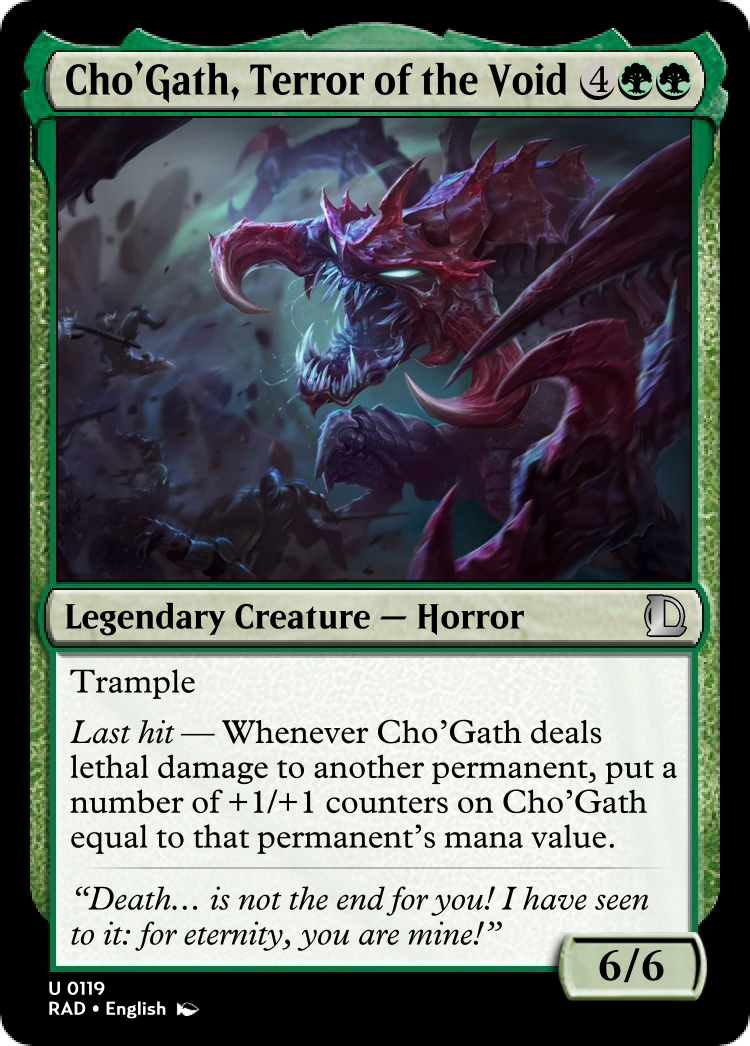 Cho’Gath, Terror of the Void 4
Legendary Creature — Horror
Trample
Last hit — Whenever Cho’Gath deals
lethal damage to another permanent, put a
number of +1/+1 counters on Cho’Gath
equal to that permanent’s mana value.
“Death… is not the end for you! I have seen
to it: for eternity, you are mine!”
6/6
U 0119
RAD • English